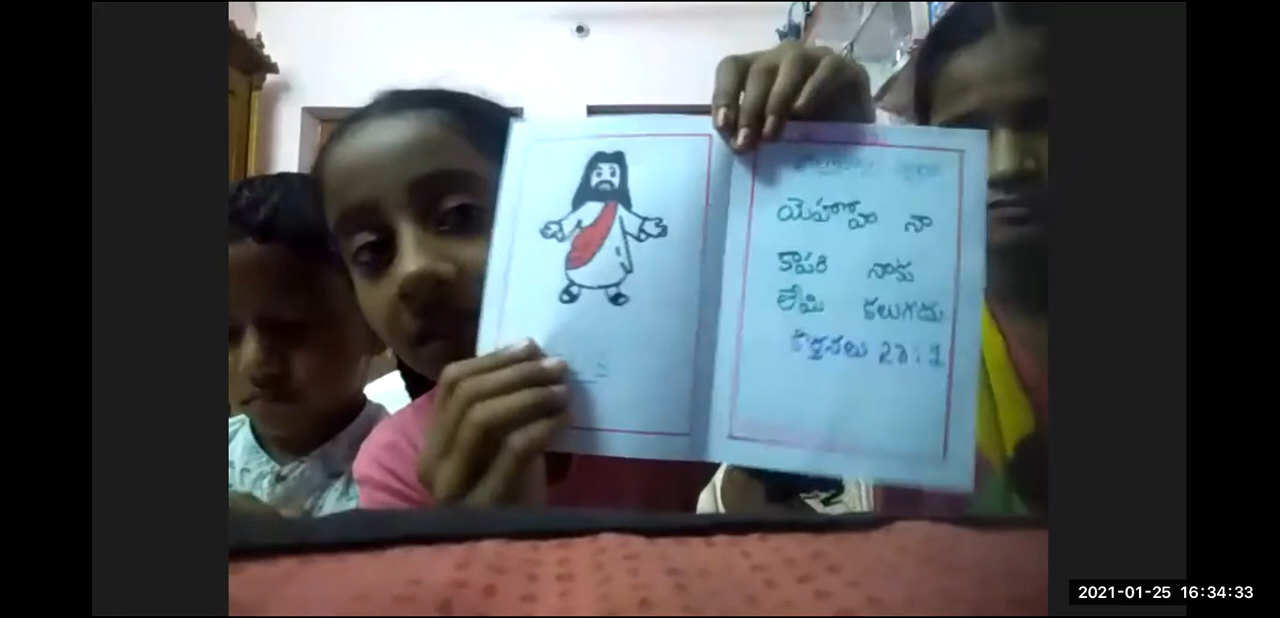 యెహోవా నా
కాపరి నాకు
లేమి కలుగదు
కీర్తనలు 23:1
2021-01-25 16:34:33